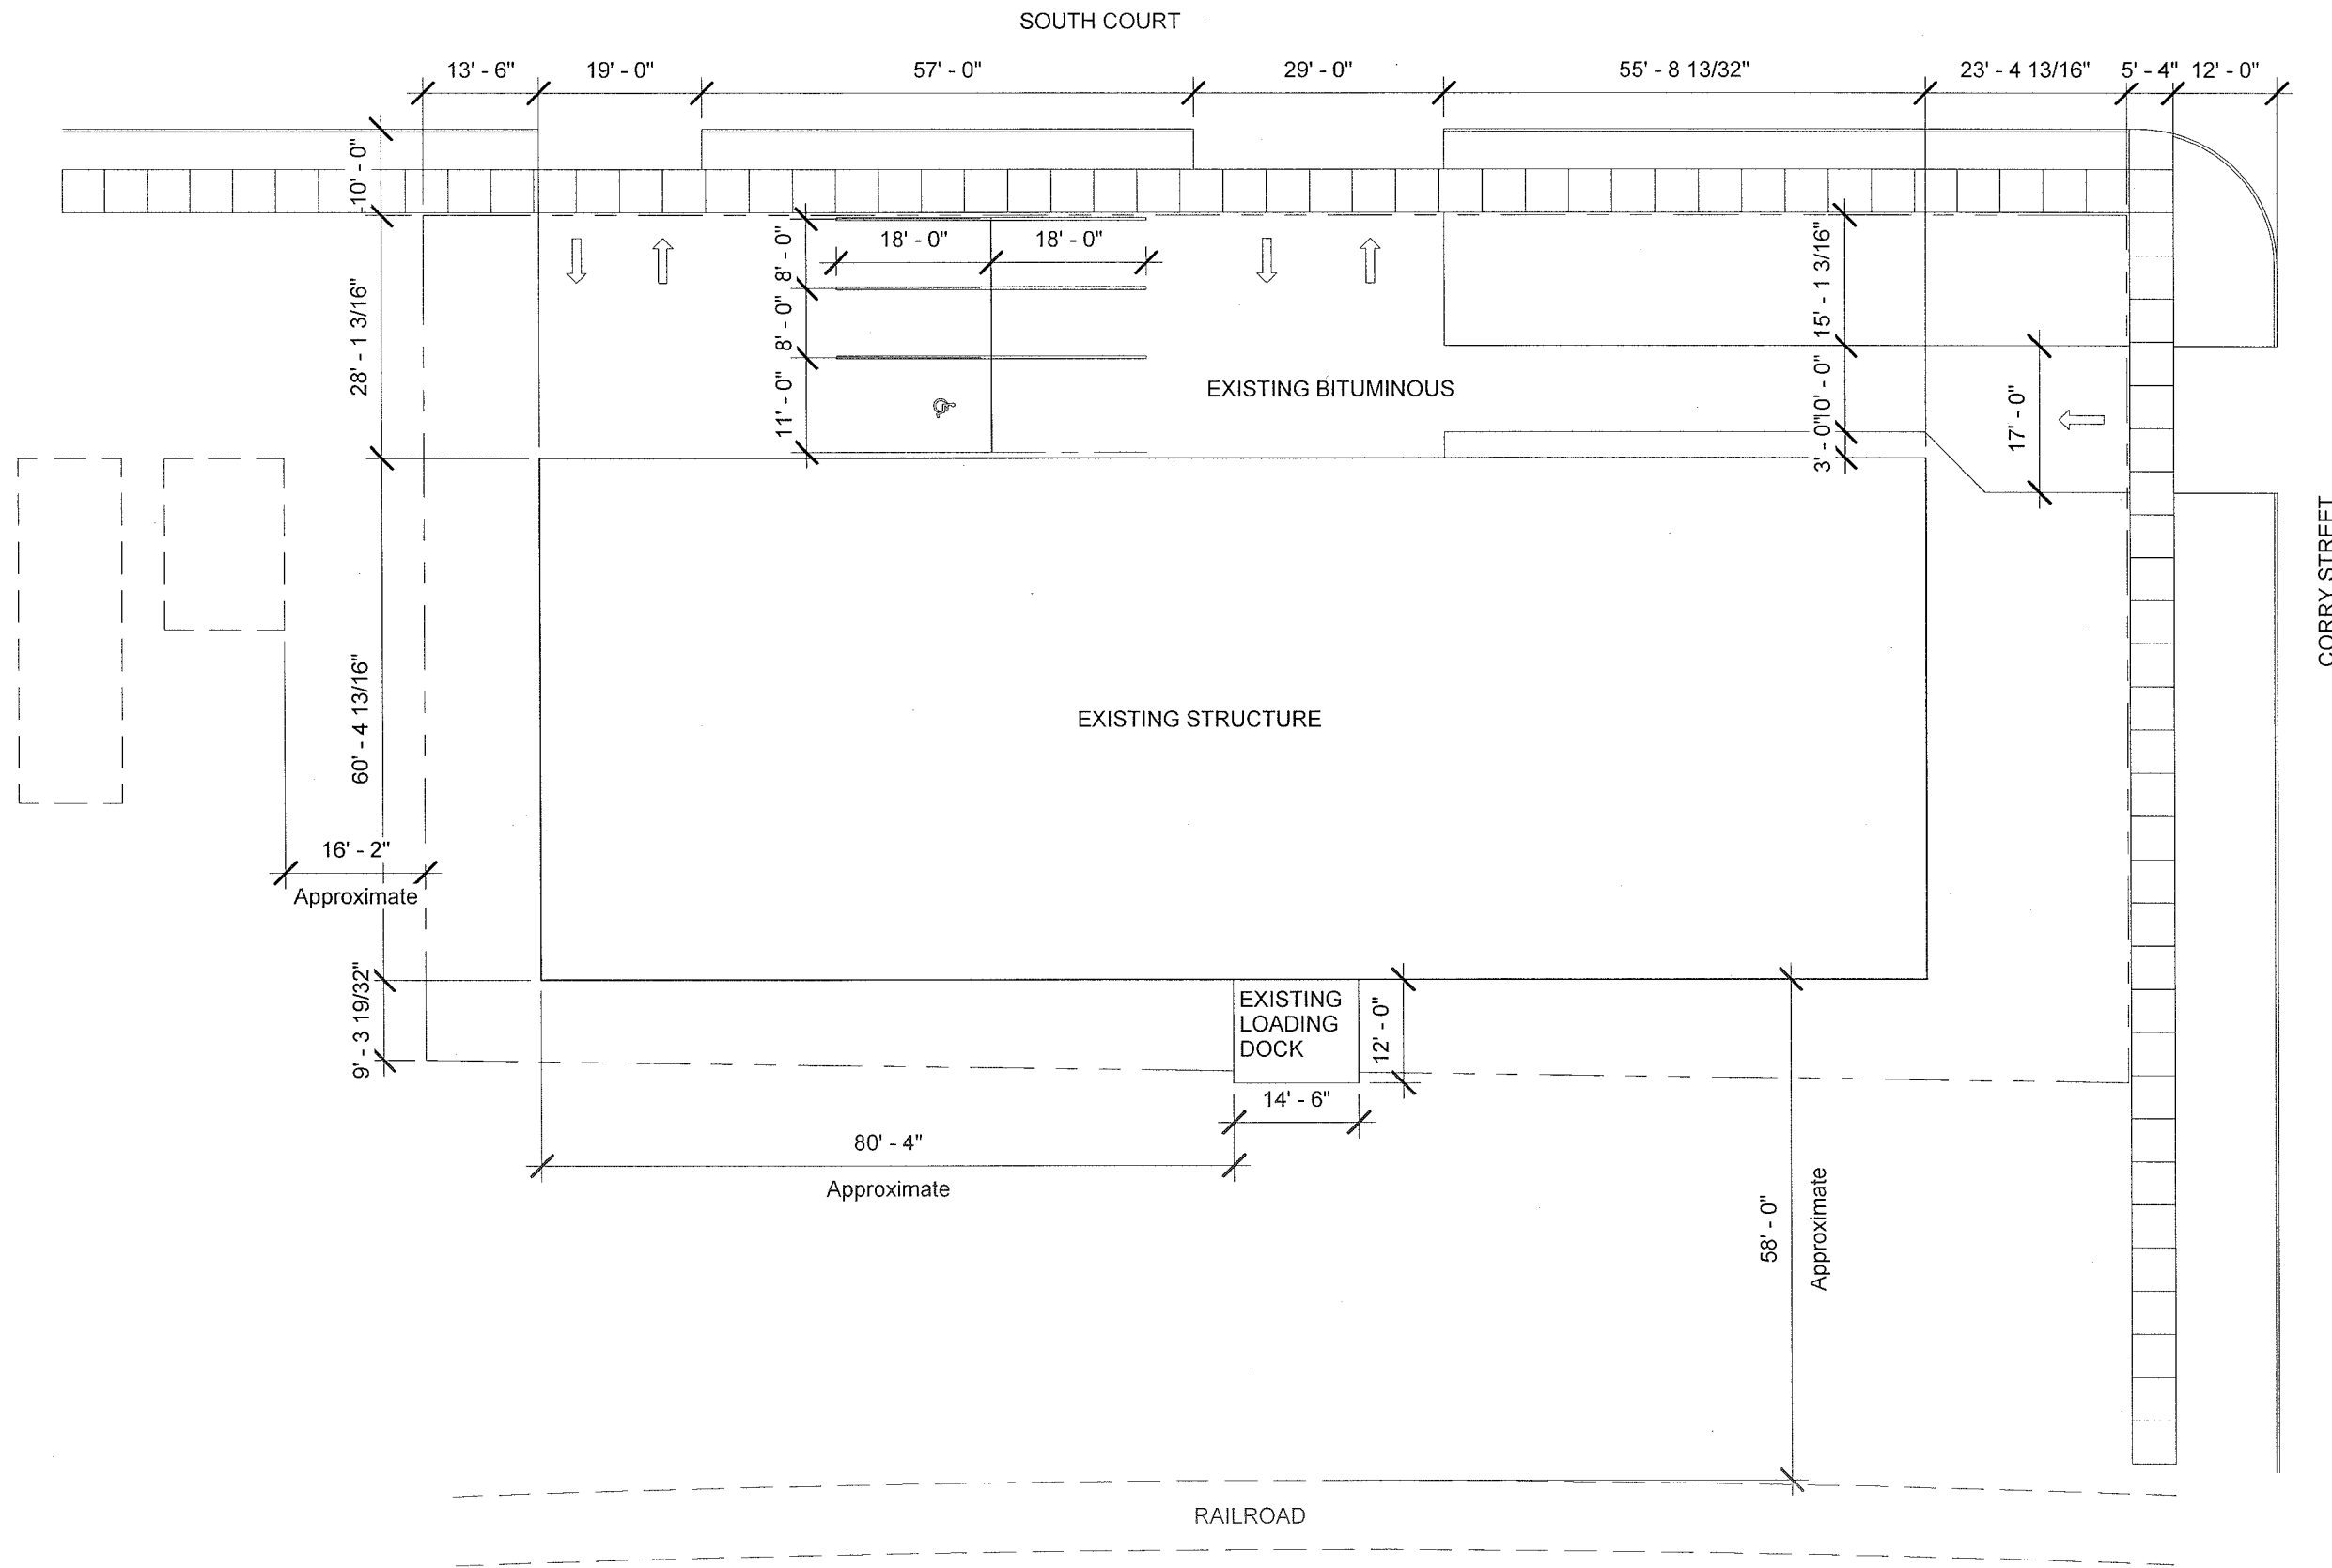 SOUTH COURT
13' - 6"
19' - 0"
57' - 0"
29' - 0"
55' - 8 13/32"
23' - 4 13/16"
5' - 4"
12' - 0"
10' - 0"
28' - 1 3/16"
60' - 4 13/16"
9' - 3 19/32"
8' - 0"
8' - 0"
11' - 0"
18' - 0"
18' - 0"
EXISTING BITUMINOUS
15' - 1 3/16"
10' - 0"
3' - 0"
17' - 0"
CORRY STREET
EXISTING STRUCTURE
16' - 2"
Approximate
EXISTING
LOADING
DOCK
12' - 0"
14' - 6"
80' - 4"
Approximate
58' - 0"
Approximate
RAILROAD